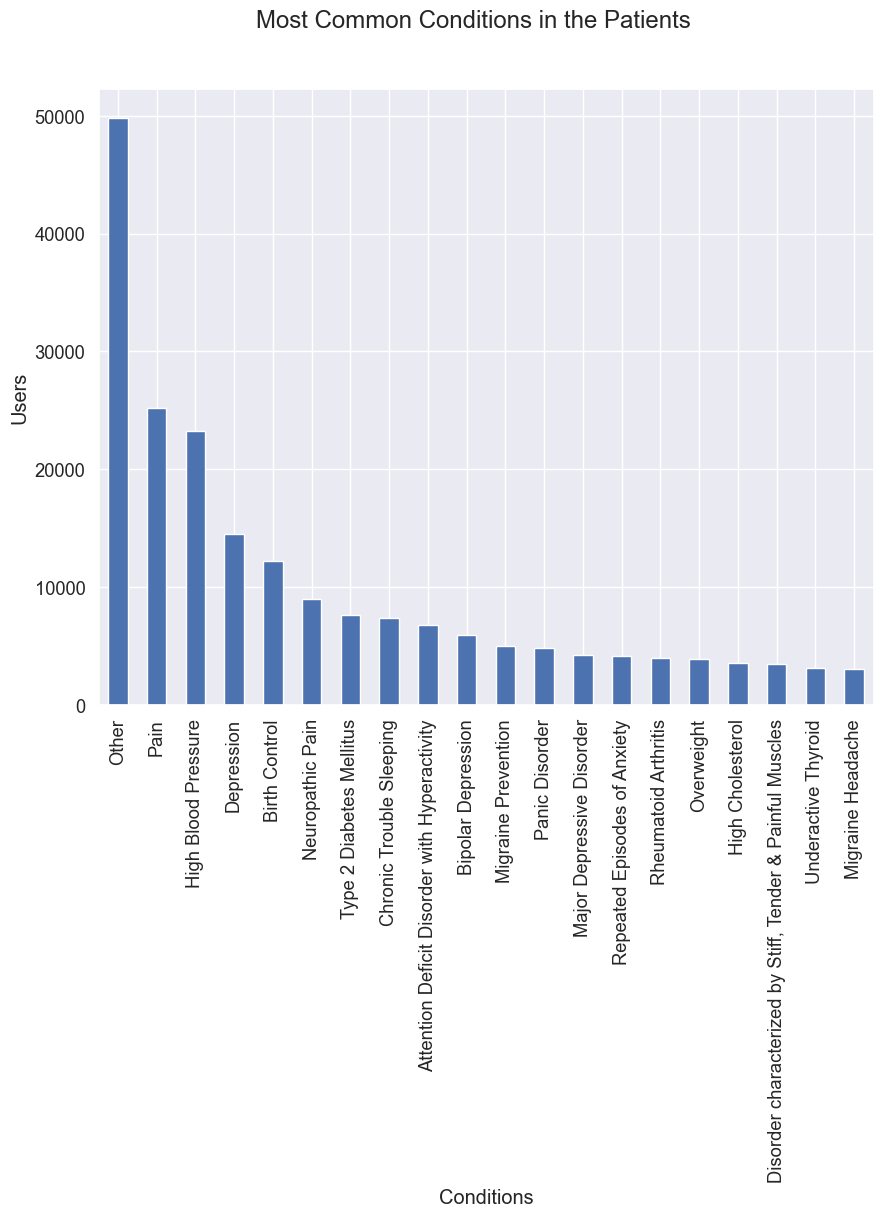 Most Common Conditions in the Patients
Users
50000
40000
30000
20000
10000
0
Other
Pain
High Blood Pressure
Depression
Birth Control
Neuropathic Pain
Type 2 Diabetes Mellitus
Chronic Trouble Sleeping
Attention Deficit Disorder with Hyperactivity
Bipolar Depression
Migraine Prevention
Panic Disorder
Major Depressive Disorder
Repeated Episodes of Anxiety
Rheumatoid Arthritis
Overweight
High Cholesterol
Disorder characterized by Stiff, Tender & Painful Muscles
Underactive Thyroid
Migraine Headache
Conditions